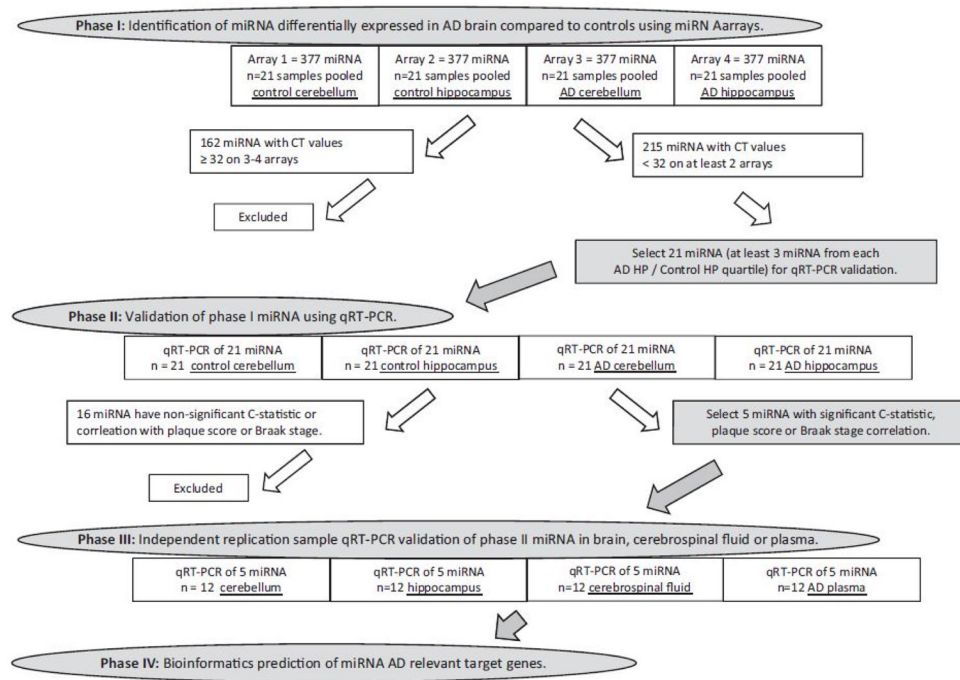 Phase I: Identification of miRNA differentially expressed in AD brain compared to controls using miRN Aarrays.
Array 1 = 377 miRNA
n=21 samples pooled
control cerebellum
Array 2 = 377 miRNA
n=21 samples pooled
control hippocampus
Array 3 = 377 miRNA
n=21 samples pooled
AD cerebellum
Array 4 = 377 miRNA
n=21 samples pooled
AD hippocampus
162 miRNA with CT values
≥ 32 on 3-4 arrays
215 miRNA with CT values
< 32 on at least 2 arrays
Excluded
Select 21 miRNA (at least 3 miRNA from each
AD HP / Control HP quartile) for qRT-PCR validation.
Phase II: Validation of phase I miRNA using qRT-PCR.
qRT-PCR of 21 miRNA
n = 21 control cerebellum
qRT-PCR of 21 miRNA
n = 21 control hippocampus
qRT-PCR of 21 miRNA
n = 21 AD cerebellum
qRT-PCR of 21 miRNA
n = 21 AD hippocampus
16 miRNA have non-significant C-statistic or
corrleation with plaque score or Braak stage.
Select 5 miRNA with significant C-statistic,
plaque score or Braak stage correlation.
Excluded
Phase III: Independent replication sample qRT-PCR validation of phase II miRNA in brain, cerebrospinal fluid or plasma.
qRT-PCR of 5 miRNA
n = 12 cerebellum
qRT-PCR of 5 miRNA
n=12 hippocampus
qRT-PCR of 5 miRNA
n=12 cerebrospinal fluid
qRT-PCR of 5 miRNA
n=12 AD plasma
Phase IV: Bioinformatics prediction of miRNA AD relevant target genes.